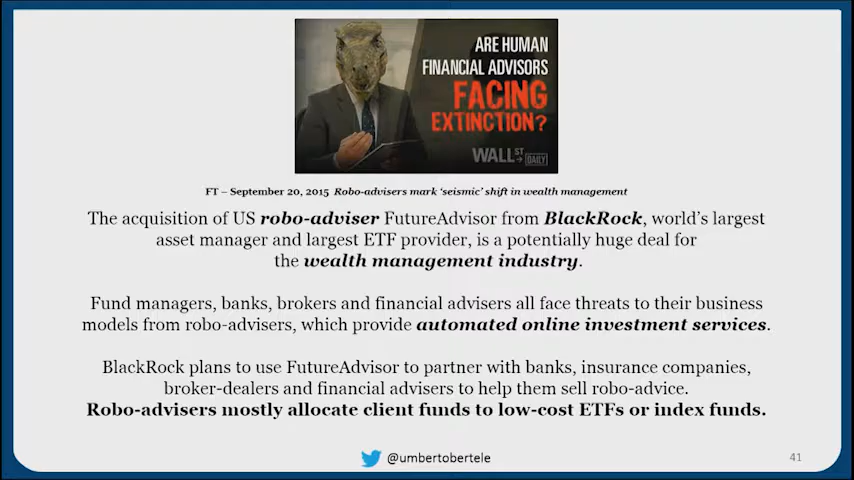 ARE HUMAN
FINANCIAL ADVISORS
FACING
EXTINCTION?
WALL ST DAILY
FT – September 20, 2015 Robo-advisers mark ‘seismic’ shift in wealth management
The acquisition of US robo-adviser FutureAdvisor from BlackRock, world’s largest
asset manager and largest ETF provider, is a potentially huge deal for
the wealth management industry.
Fund managers, banks, brokers and financial advisers all face threats to their business
models from robo-advisers, which provide automated online investment services.
BlackRock plans to use FutureAdvisor to partner with banks, insurance companies,
broker-dealers and financial advisers to help them sell robo-advice.
Robo-advisers mostly allocate client funds to low-cost ETFs or index funds.
@umbertobertele
41